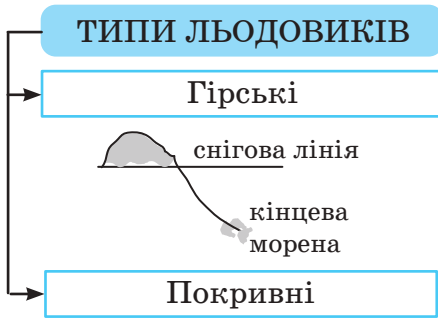 ТИПИ ЛЬОДОВИКІВ
Гірські
снігова лінія
кінцева
морена
Покривні